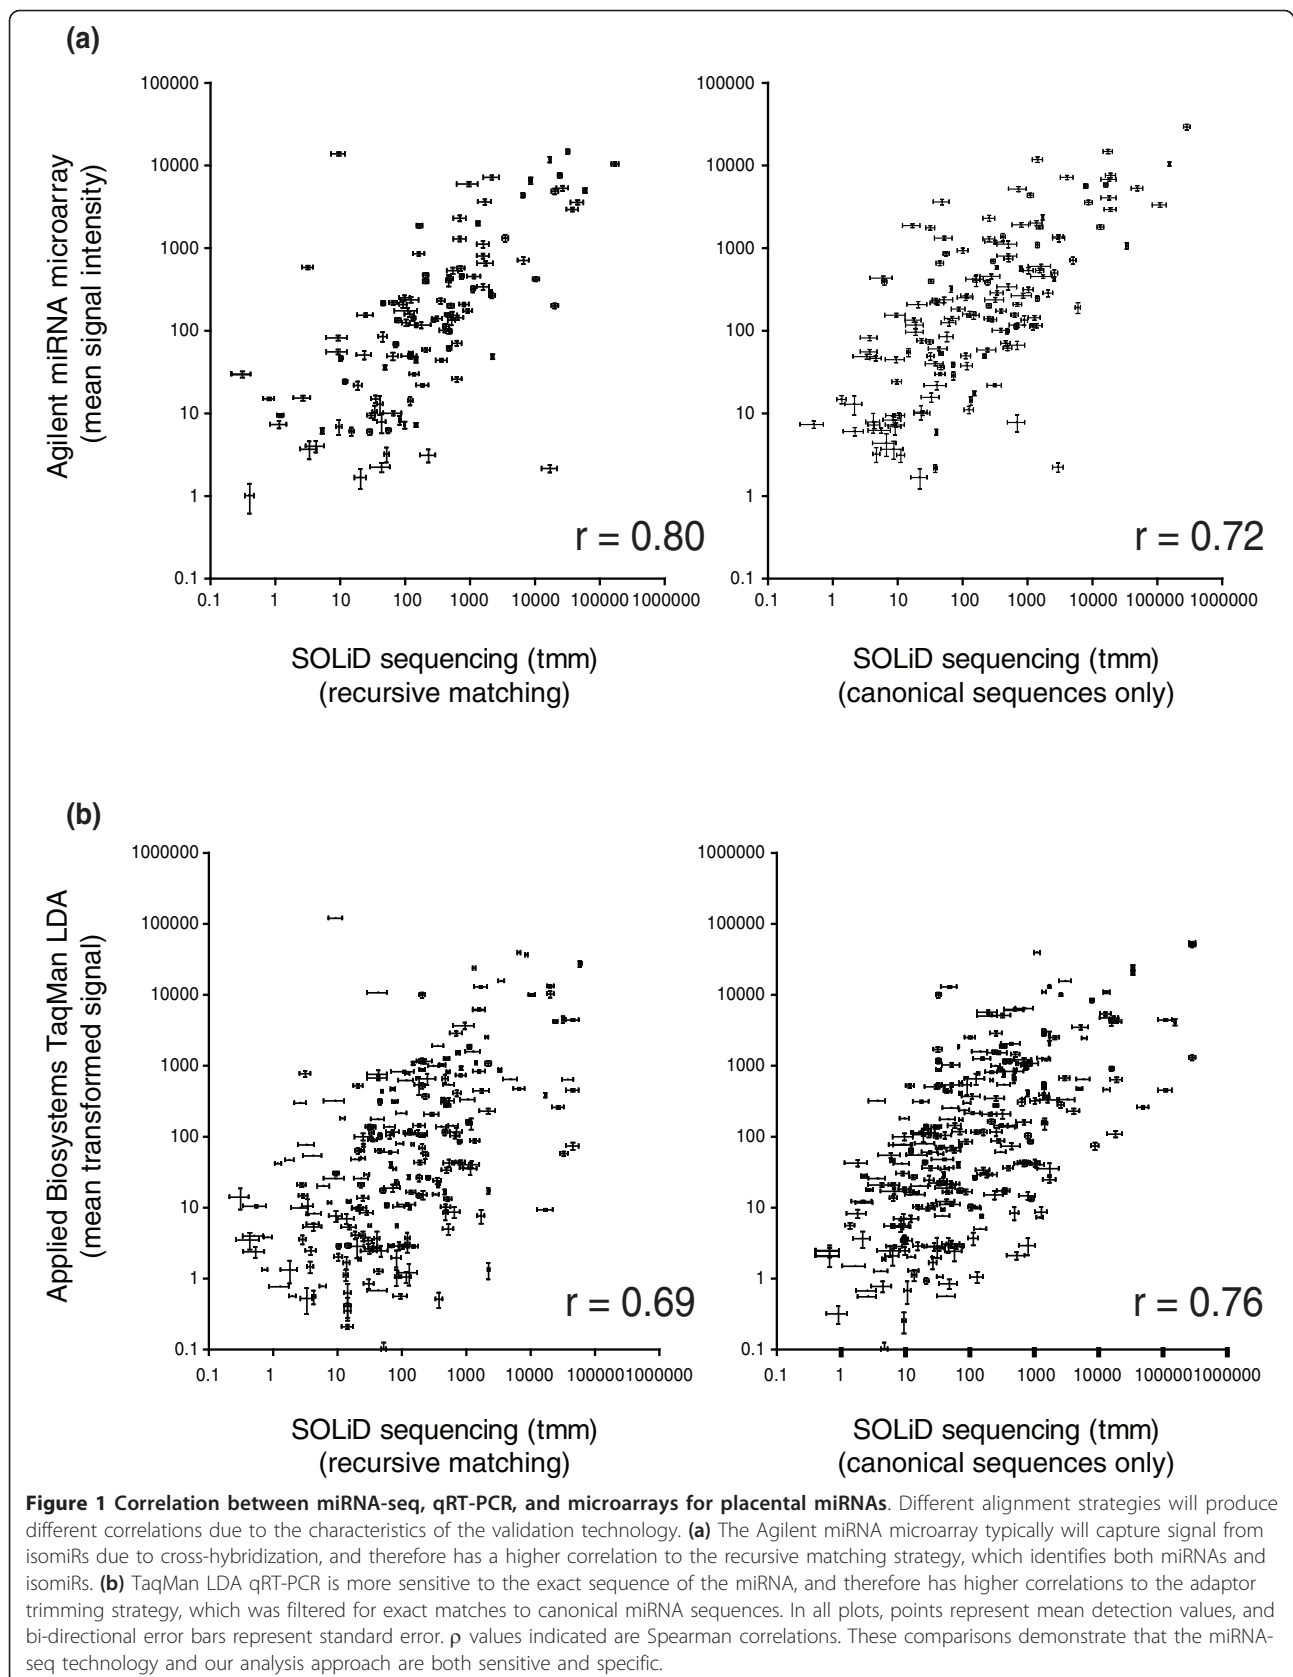 (a)
100000
10000
1000
100
10
1
0.1
0.1 1 10 100 1000 10000 100000 1000000
Agilent miRNA microarray
(mean signal intensity)
r = 0.80
SOLiD sequencing (tmm)
(recursive matching)
100000
10000
1000
100
10
1
0.1
0.1 1 10 100 1000 10000 100000 1000000
r = 0.72
SOLiD sequencing (tmm)
(canonical sequences only)
(b)
1000000
100000
10000
1000
100
10
1
0.1
0.1 1 10 100 1000 10000 1000001000000
Applied Biosystems TaqMan LDA
(mean transformed signal)
r = 0.69
SOLiD sequencing (tmm)
(recursive matching)
1000000
100000
10000
1000
100
10
1
0.1
0.1 1 10 100 1000 10000 1000001000000
r = 0.76
SOLiD sequencing (tmm)
(canonical sequences only)
Figure 1 Correlation between miRNA-seq, qRT-PCR, and microarrays for placental miRNAs. Different alignment strategies will produce
different correlations due to the characteristics of the validation technology. (a) The Agilent miRNA microarray typically will capture signal from
isomiRs due to cross-hybridization, and therefore has a higher correlation to the recursive matching strategy, which identifies both miRNAs and
isomiRs. (b) TaqMan LDA qRT-PCR is more sensitive to the exact sequence of the miRNA, and therefore has higher correlations to the adaptor
trimming strategy, which was filtered for exact matches to canonical miRNA sequences. In all plots, points represent mean detection values, and
bi-directional error bars represent standard error. ρ values indicated are Spearman correlations. These comparisons demonstrate that the miRNA-
seq technology and our analysis approach are both sensitive and specific.